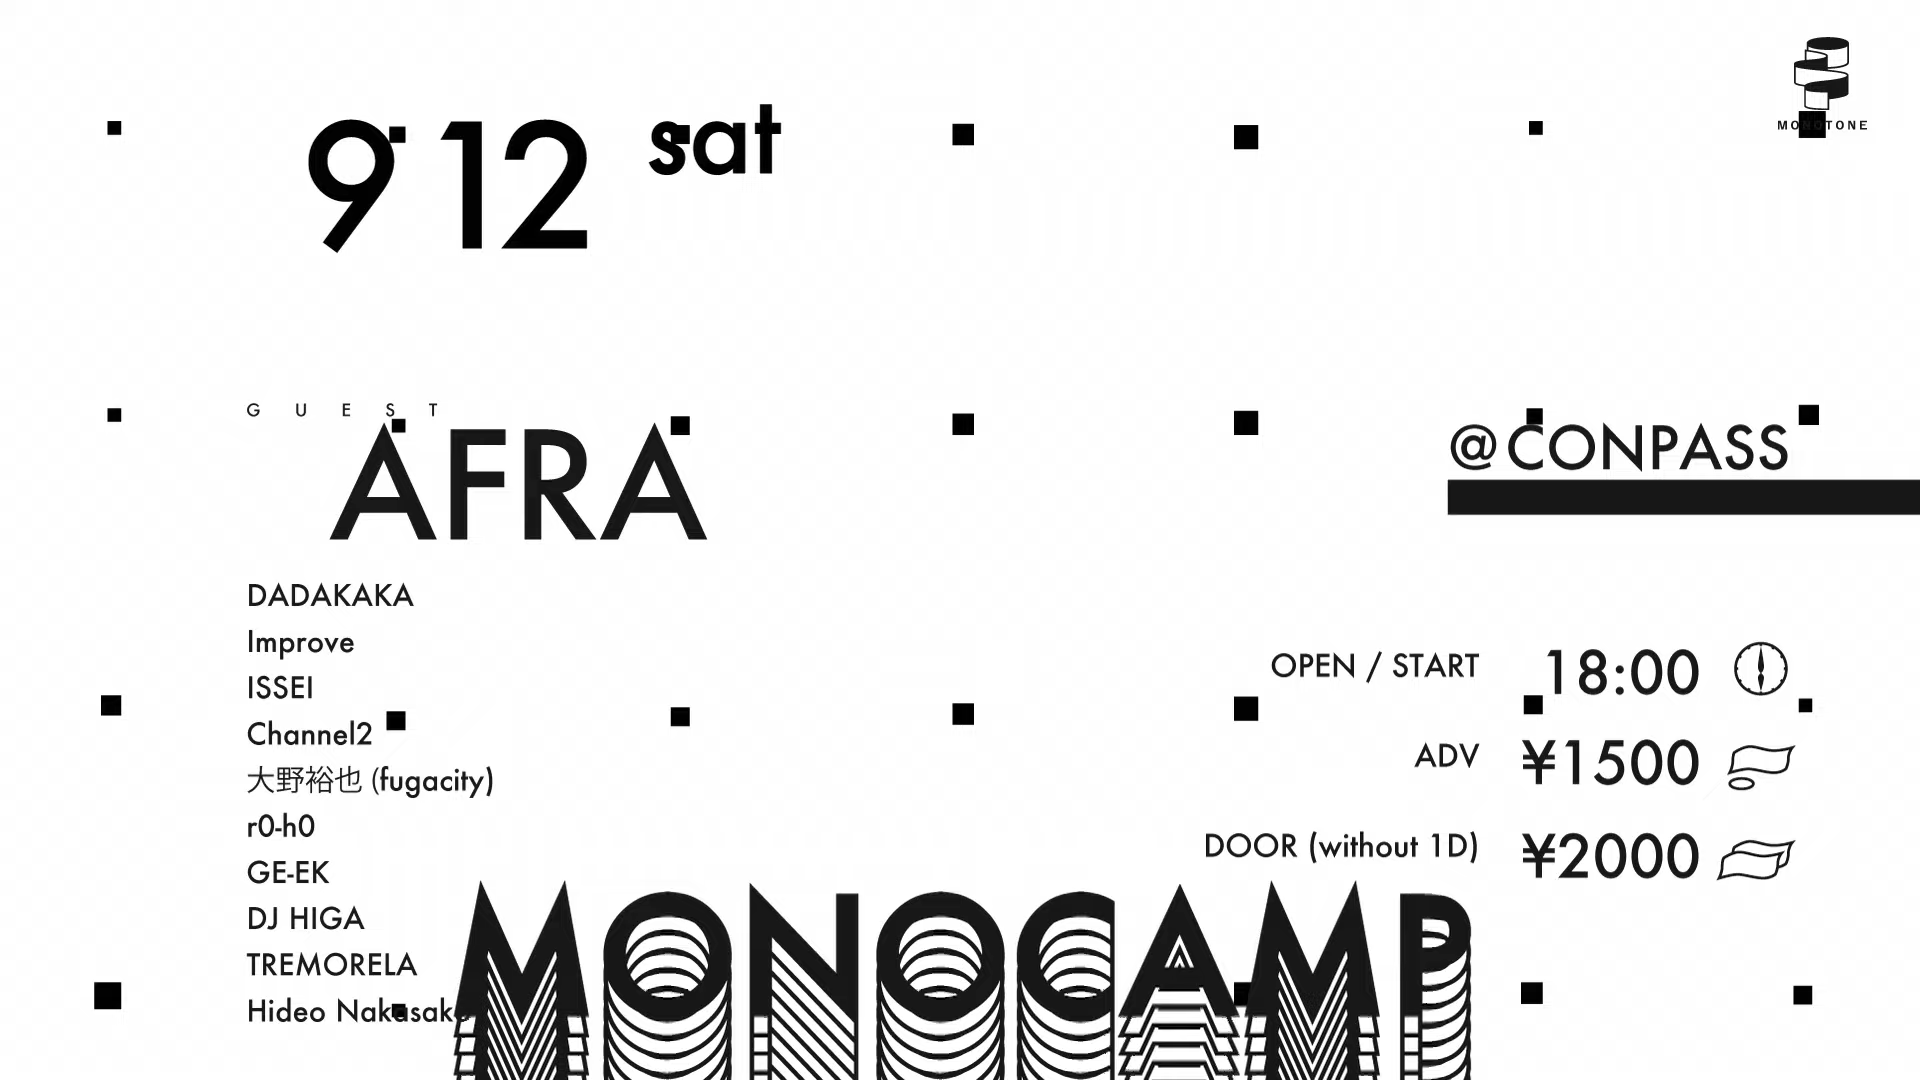 9 12 sat
MONOTONE
GUEST
AFRA
@CONPASS
DADAKAKA
Improve
ISSEI
Channel2
大野裕也 (fugacity)
r0-h0
GE-EK
DJ HIGA
TREMORELA
Hideo Nakasak
OPEN / START 18:00
ADV ¥1500
DOOR (without 1D) ¥2000
MONOCAMP